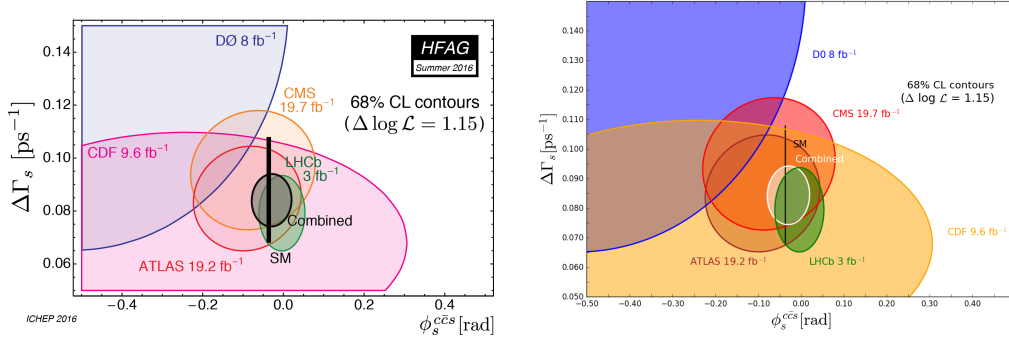 0.14
0.12
0.10
0.08
0.06
−0.4
−0.2
0.0
0.2
0.4
ΔΓₛ [ps⁻¹]
DØ 8 fb⁻¹
HFAG
Summer 2016
CMS
19.7 fb⁻¹
68% CL contours
(Δ log ℒ = 1.15)
CDF 9.6 fb⁻¹
LHCb
3 fb⁻¹
Combined
ATLAS 19.2 fb⁻¹
SM
ICHEP 2016
ϕₛᶜᶜ̄ˢ [rad]
0.150
0.140
0.130
0.120
0.110
0.100
0.090
0.080
0.070
0.060
0.050
−0.50
−0.40
−0.30
−0.20
−0.10
0.00
0.10
0.20
0.30
0.40
ΔΓₛ [ps⁻¹]
D0 8 fb⁻¹
68% CL contours
(Δ log ℒ = 1.15)
CMS 19.7 fb⁻¹
SM
Combined
CDF 9.6 fb⁻¹
ATLAS 19.2 fb⁻¹
LHCb 3 fb⁻¹
ϕₛᶜᶜ̄ˢ [rad]